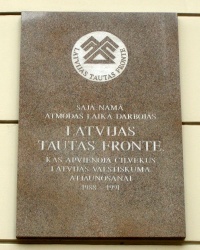 LATVIJAS TAUTAS FRONTE
ŠAJĀ NAMĀ
ATMODAS LAIKĀ DARBOJĀS
LATVIJAS
TAUTAS FRONTE
KAS APVIENOJA CILVĒKUS
LATVIJAS VALSTISKUMA
ATJAUNOŠANAI
1988 - 1991